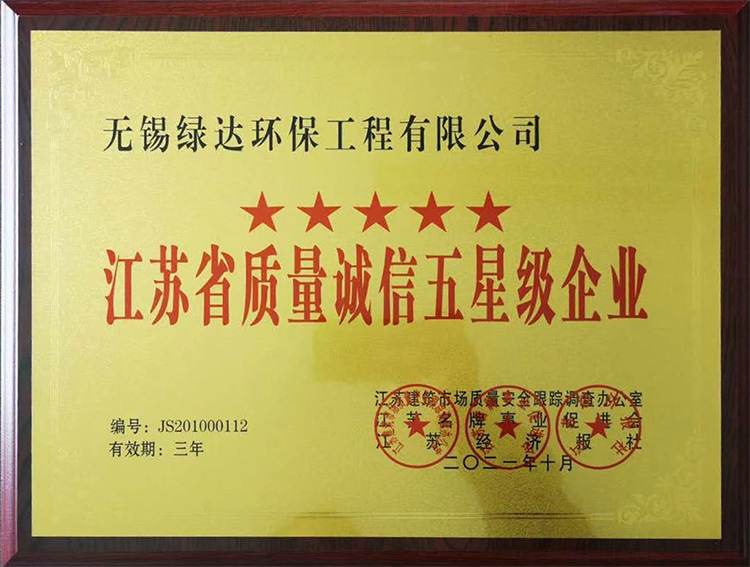 无锡绿达环保工程有限公司
江苏省质量诚信五星级企业
编号：JS201000112
有效期：三年
江苏建筑市场质量安全跟踪调查办公室
江苏名牌事业促进会
江苏经济报社
二〇二一年十月